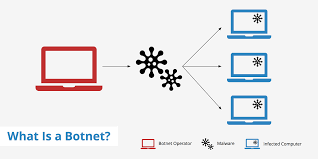 What Is a Botnet?
Botnet Operator
Malware
Infected Computer